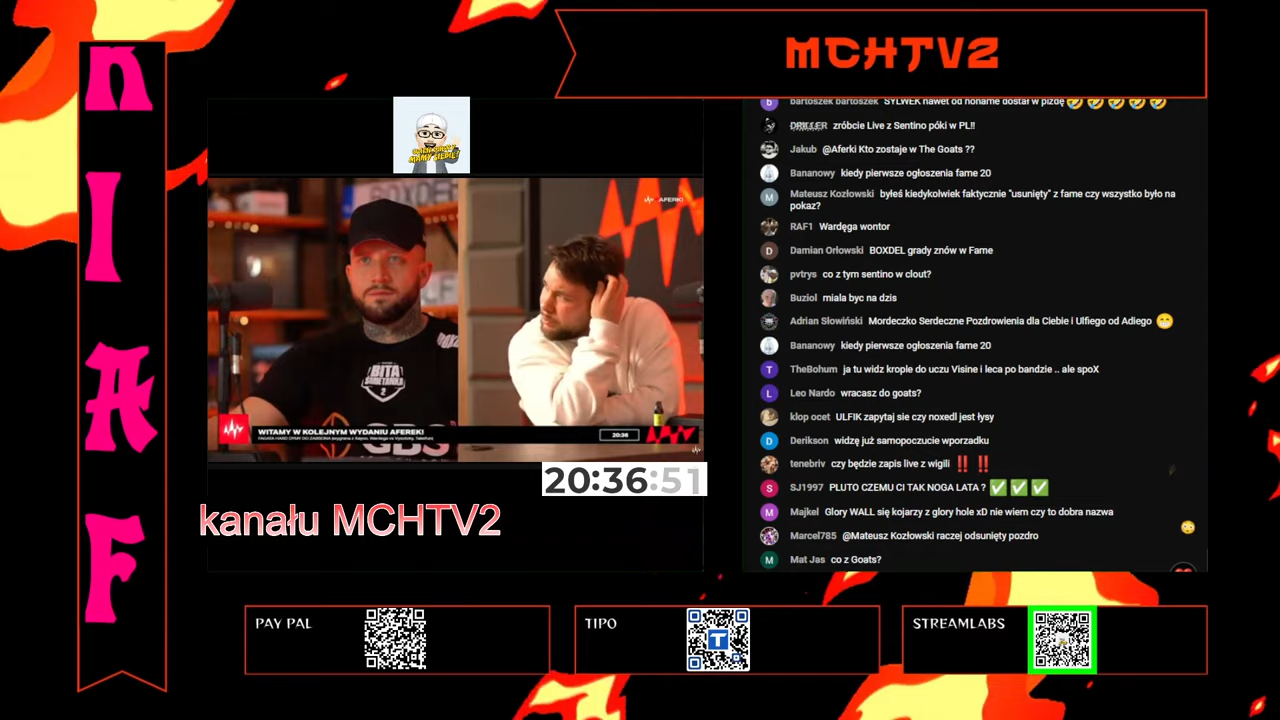 MCHTV2
n
I
A
F
MAMY CIEBIE!
AFERKI
BOXDEL
BITA
ŚMIETANKA
2
WITAMY W KOLEJNYM WYDANIU AFEREK!
20:36
GBS
20:36:51
kanału MCHTV2
bartoszek bartoszek SYLWEK nawet od noname dostał w pizdę 🤣 🤣 🤣 🤣 🤣
DRILLER zróbcie Live z Sentino póki w PL!!
Jakub @Aferki Kto zostaje w The Goats ??
Bananowy kiedy pierwsze ogłoszenia fame 20
Mateusz Kozłowski byłeś kiedykolwiek faktycznie "usunięty" z fame czy wszystko było na
pokaz?
RAF1 Wardęga wontor
Damian Orłowski BOXDEL grady znów w Fame
pvtrys co z tym sentino w clout?
Buziol miala byc na dzis
Adrian Słowiński Mordeczko Serdeczne Pozdrowienia dla Ciebie i Ulfiego od Adiego 😁
Bananowy kiedy pierwsze ogłoszenia fame 20
TheBohum ja tu widz krople do uczu Visine i leca po bandzie .. ale spoX
Leo Nardo wracasz do goats?
klop ocet ULFIK zapytaj sie czy noxedl jest łysy
Derikson widzę już samopoczucie wporzadku
tenebriv czy będzie zapis live z wigili ‼️ ‼️
SJ1997 PLUTO CZEMU CI TAK NOGA LATA ? ✅ ✅ ✅
Majkel Glory WALL się kojarzy z glory hole xD nie wiem czy to dobra nazwa
Marcel785 @Mateusz Kozłowski raczej odsunięty pozdro
Mat Jas co z Goats?
PAY PAL
TIPO
T
STREAMLABS